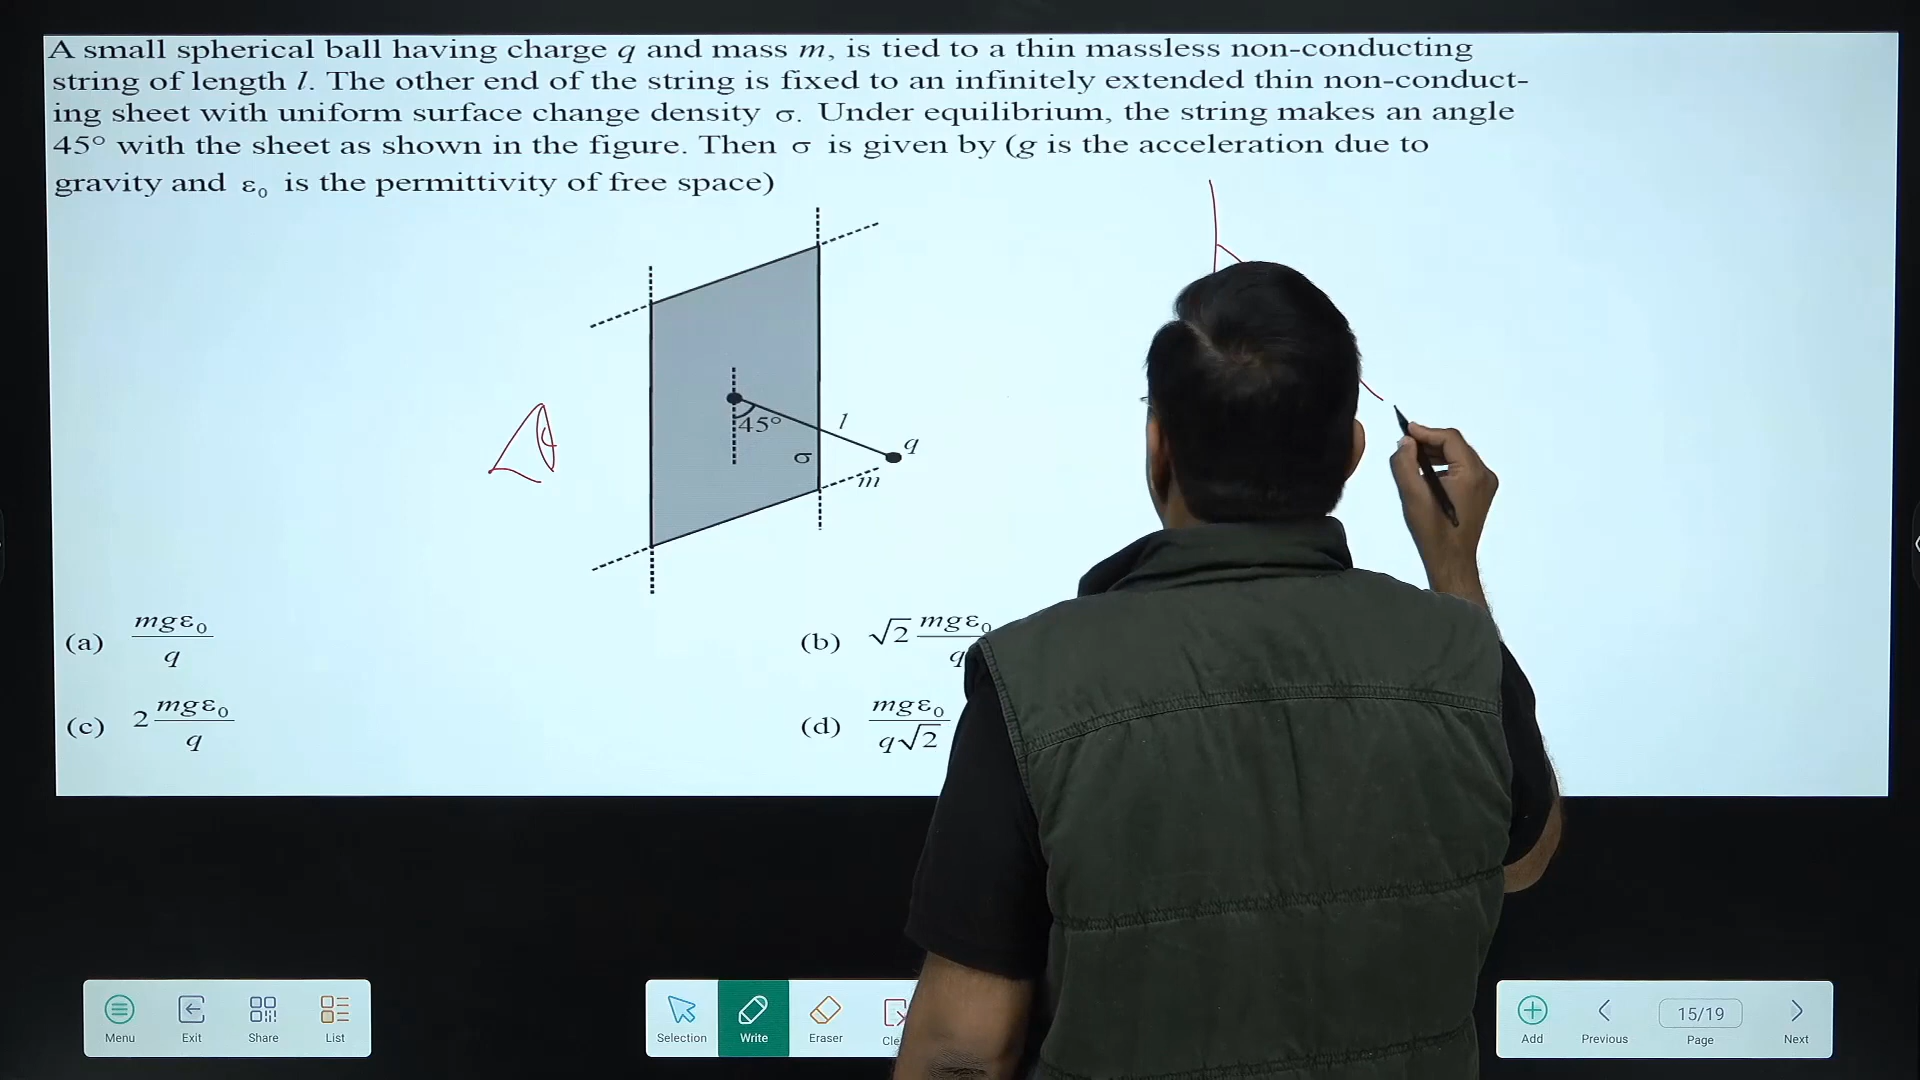 A small spherical ball having charge q and mass m, is tied to a thin massless non-conducting
string of length l. The other end of the string is fixed to an infinitely extended thin non-conduct-
ing sheet with uniform surface change density σ. Under equilibrium, the string makes an angle
45° with the sheet as shown in the figure. Then σ is given by (g is the acceleration due to
gravity and ε₀ is the permittivity of free space)
45°
l
q
σ
m
(a) mgε₀/q
(b) √2 mgε₀/q
(c) 2 mgε₀/q
(d) mgε₀/q√2
Menu Exit Share List
Selection Write Eraser
Add Previous 15/19 Page Next